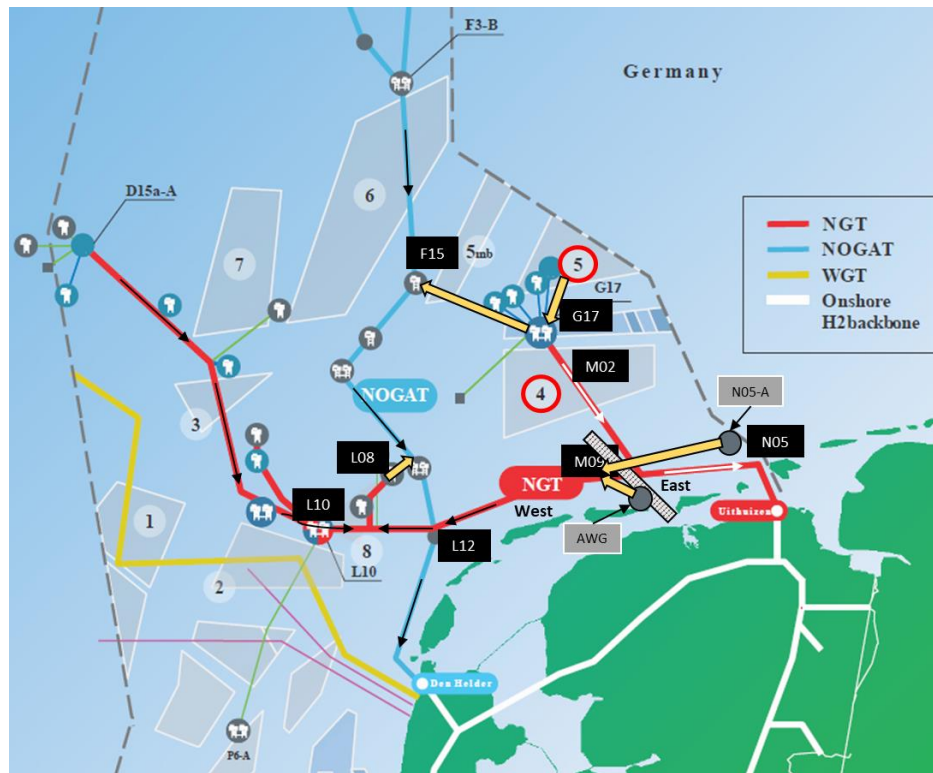 F3-B
Germany
6
D15a-A
NGT
NOGAT
WGT
Onshore
H2backbone
7
F15
5mb
5
G17
G17
M02
4
NOGAT
N05-A
3
L08
M09
N05
NGT
East
West
Uithuizen
1
L10
AWG
8
L12
L10
2
Den Helder
P6-A